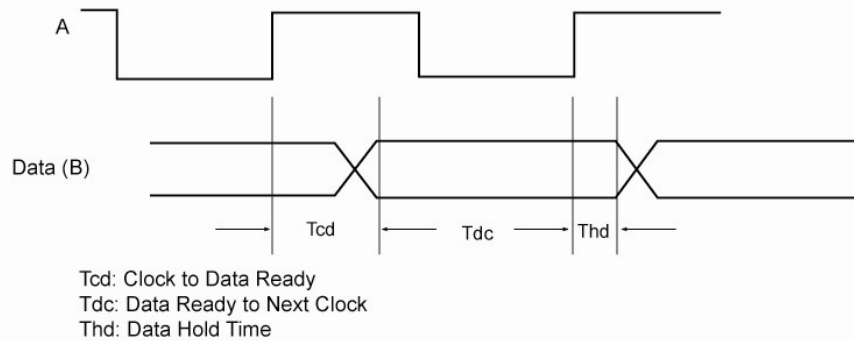 A
Data (B)
Tcd
Tdc
Thd
Tcd: Clock to Data Ready
Tdc: Data Ready to Next Clock
Thd: Data Hold Time